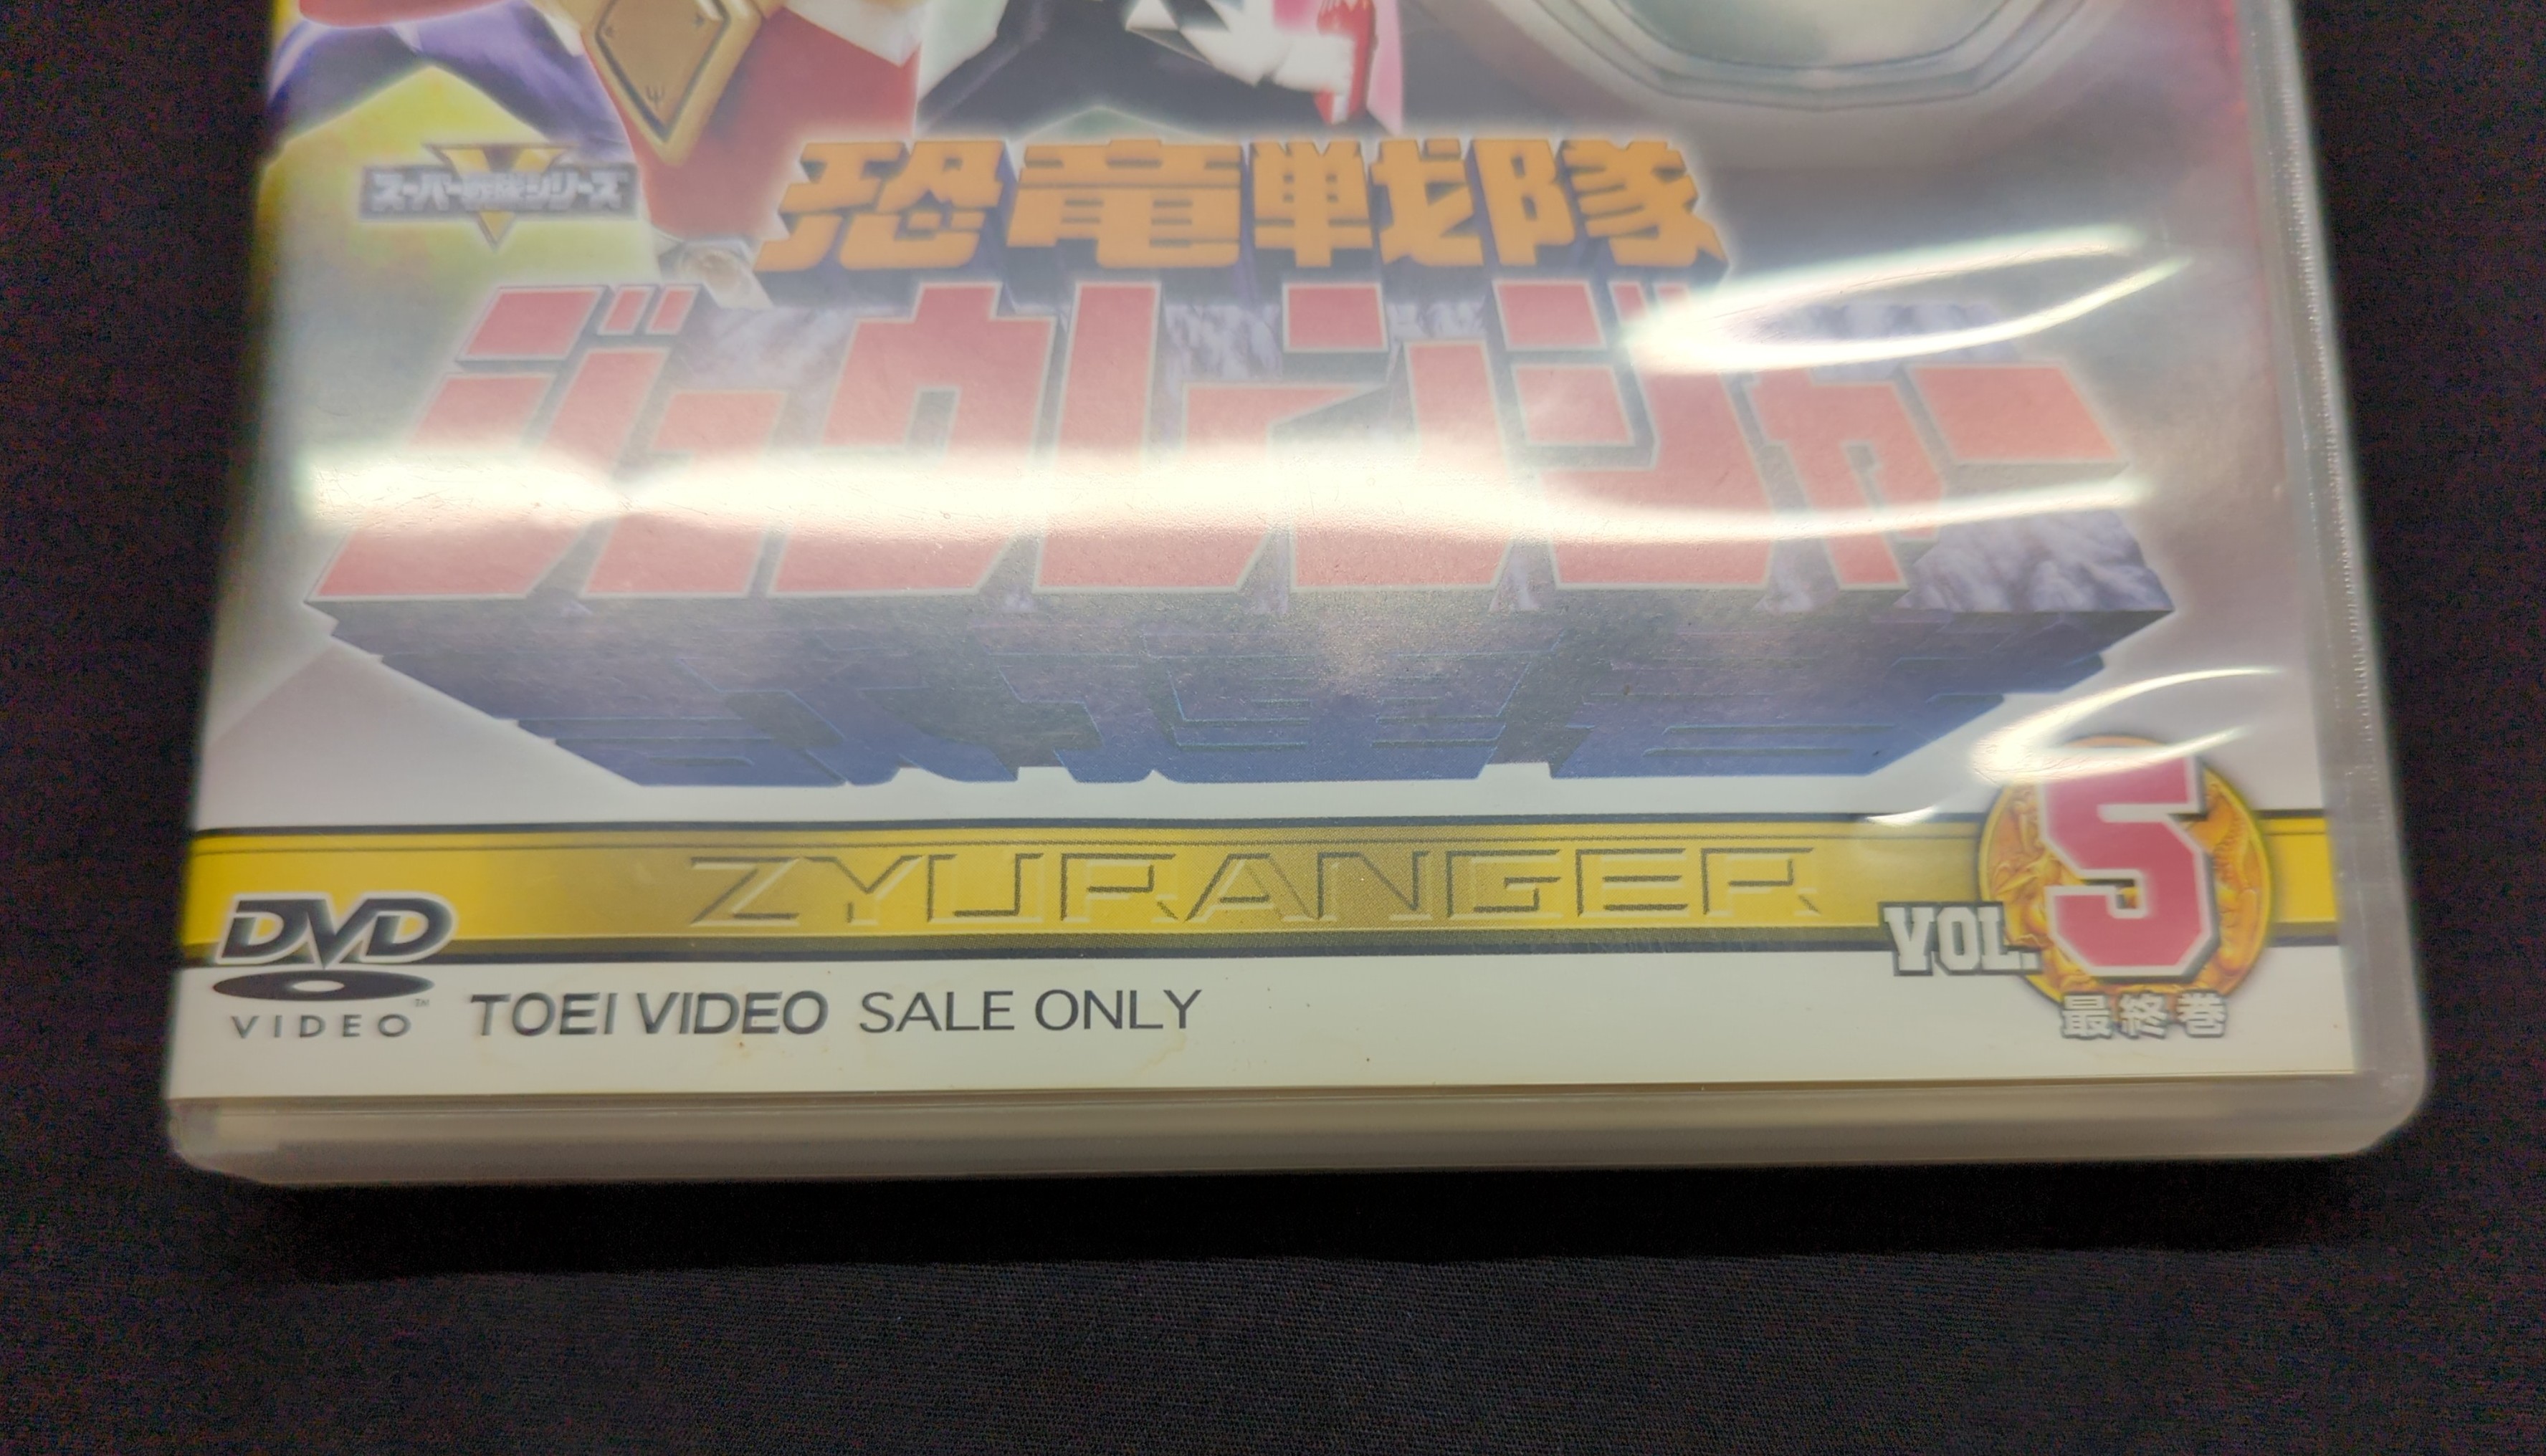 スーパー戦隊シリーズ
恐竜戦隊
ジュウレンジャー
ZYURANGER
VOL. 5
最終巻
DVD
VIDEO
TM
TOEI VIDEO SALE ONLY